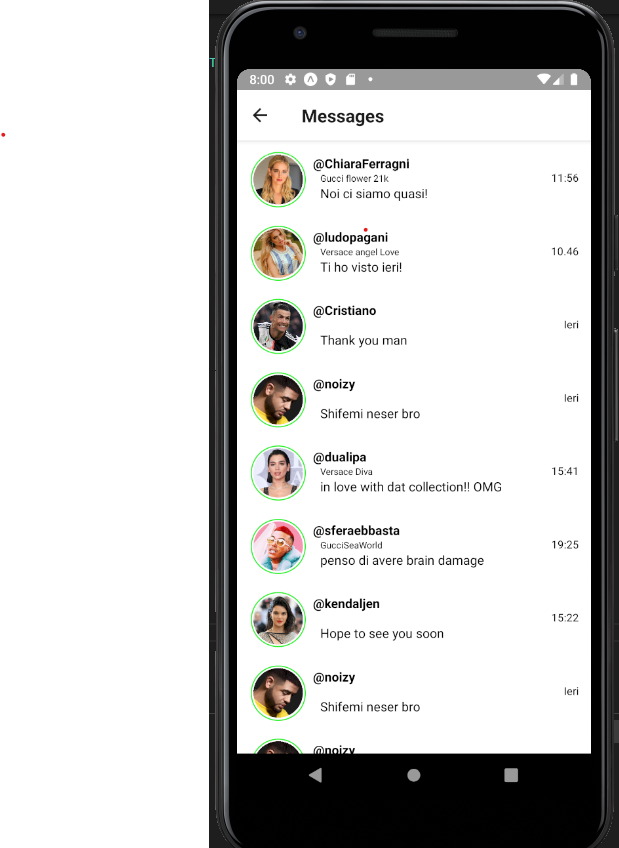 T
8:00
Messages
@ChiaraFerragni
Gucci flower 21k
11:56
Noi ci siamo quasi!
@ludopagani
Versace angel Love
10.46
Ti ho visto ieri!
@Cristiano
Ieri
Thank you man
@noizy
Ieri
Shifemi neser bro
@dualipa
Versace Diva
15:41
in love with dat collection!! OMG
@sferaebbasta
GucciSeaWorld
19:25
penso di avere brain damage
@kendaljen
15:22
Hope to see you soon
@noizy
Ieri
Shifemi neser bro
@noizy